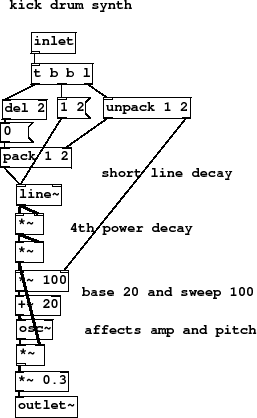 kick drum synth
inlet
t b b l
del 2
1 2
unpack 1 2
0
pack 1 2
short line decay
line~
*~
4th power decay
*~
*~ 100
base 20 and sweep 100
+~ 20
osc~
affects amp and pitch
*~
*~ 0.3
outlet~